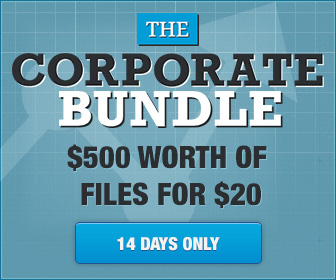 THE
CORPORATE
BUNDLE
$500 WORTH OF
FILES FOR $20
14 DAYS ONLY